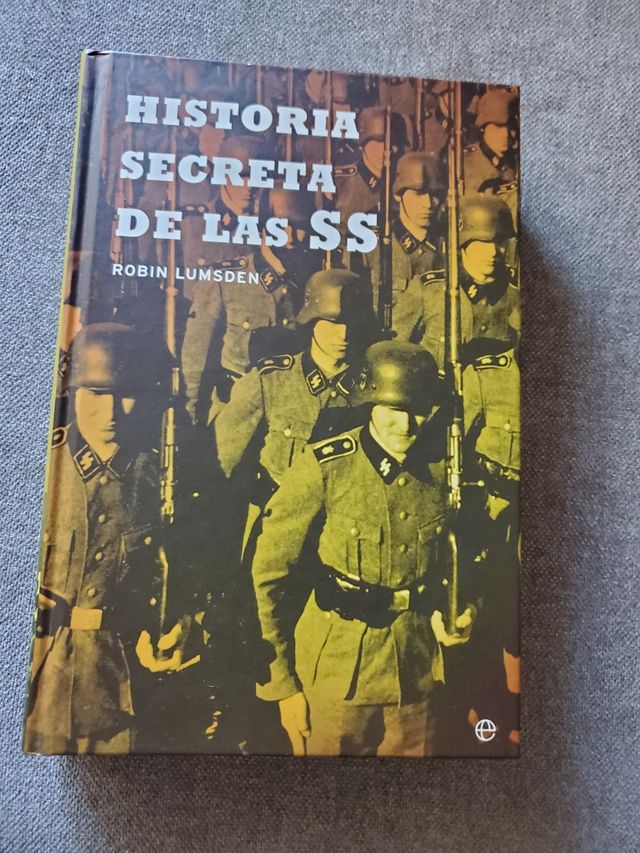 HISTORIA
SECRETA
DE LAS SS
ROBIN LUMSDEN